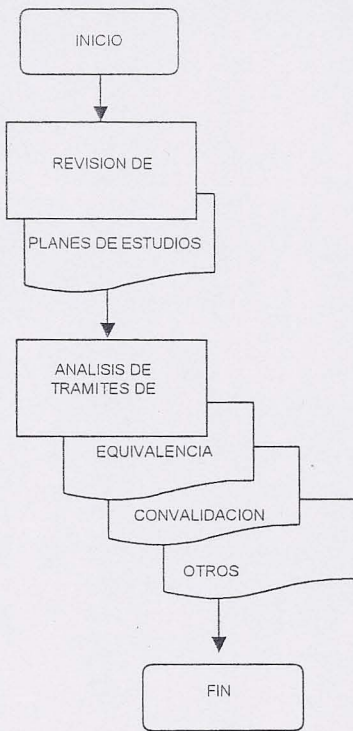 INICIO
REVISION DE
PLANES DE ESTUDIOS
ANALISIS DE
TRAMITES DE
EQUIVALENCIA
CONVALIDACION
OTROS
FIN